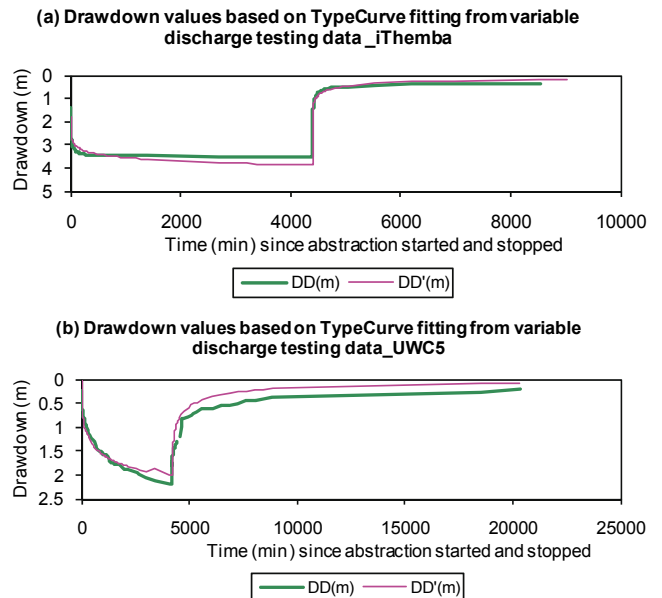 (a) Drawdown values based on TypeCurve fitting from variable
discharge testing data _iThemba
Drawdown (m)
0
1
2
3
4
5
0 2000 4000 6000 8000 10000
Time (min) since abstraction started and stopped
DD(m) DD'(m)
(b) Drawdown values based on TypeCurve fitting from variable
discharge testing data_UWC5
Drawdown (m)
0
0.5
1
1.5
2
2.5
0 5000 10000 15000 20000 25000
Time (min) since abstraction started and stopped
DD(m) DD'(m)